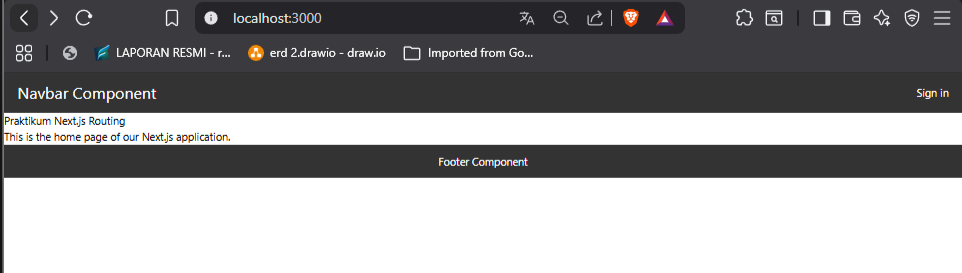 localhost:3000
LAPORAN RESMI - r...
erd 2.drawio - draw.io
Imported from Go...
Navbar Component
Sign in
Praktikum Next.js Routing
This is the home page of our Next.js application.
Footer Component